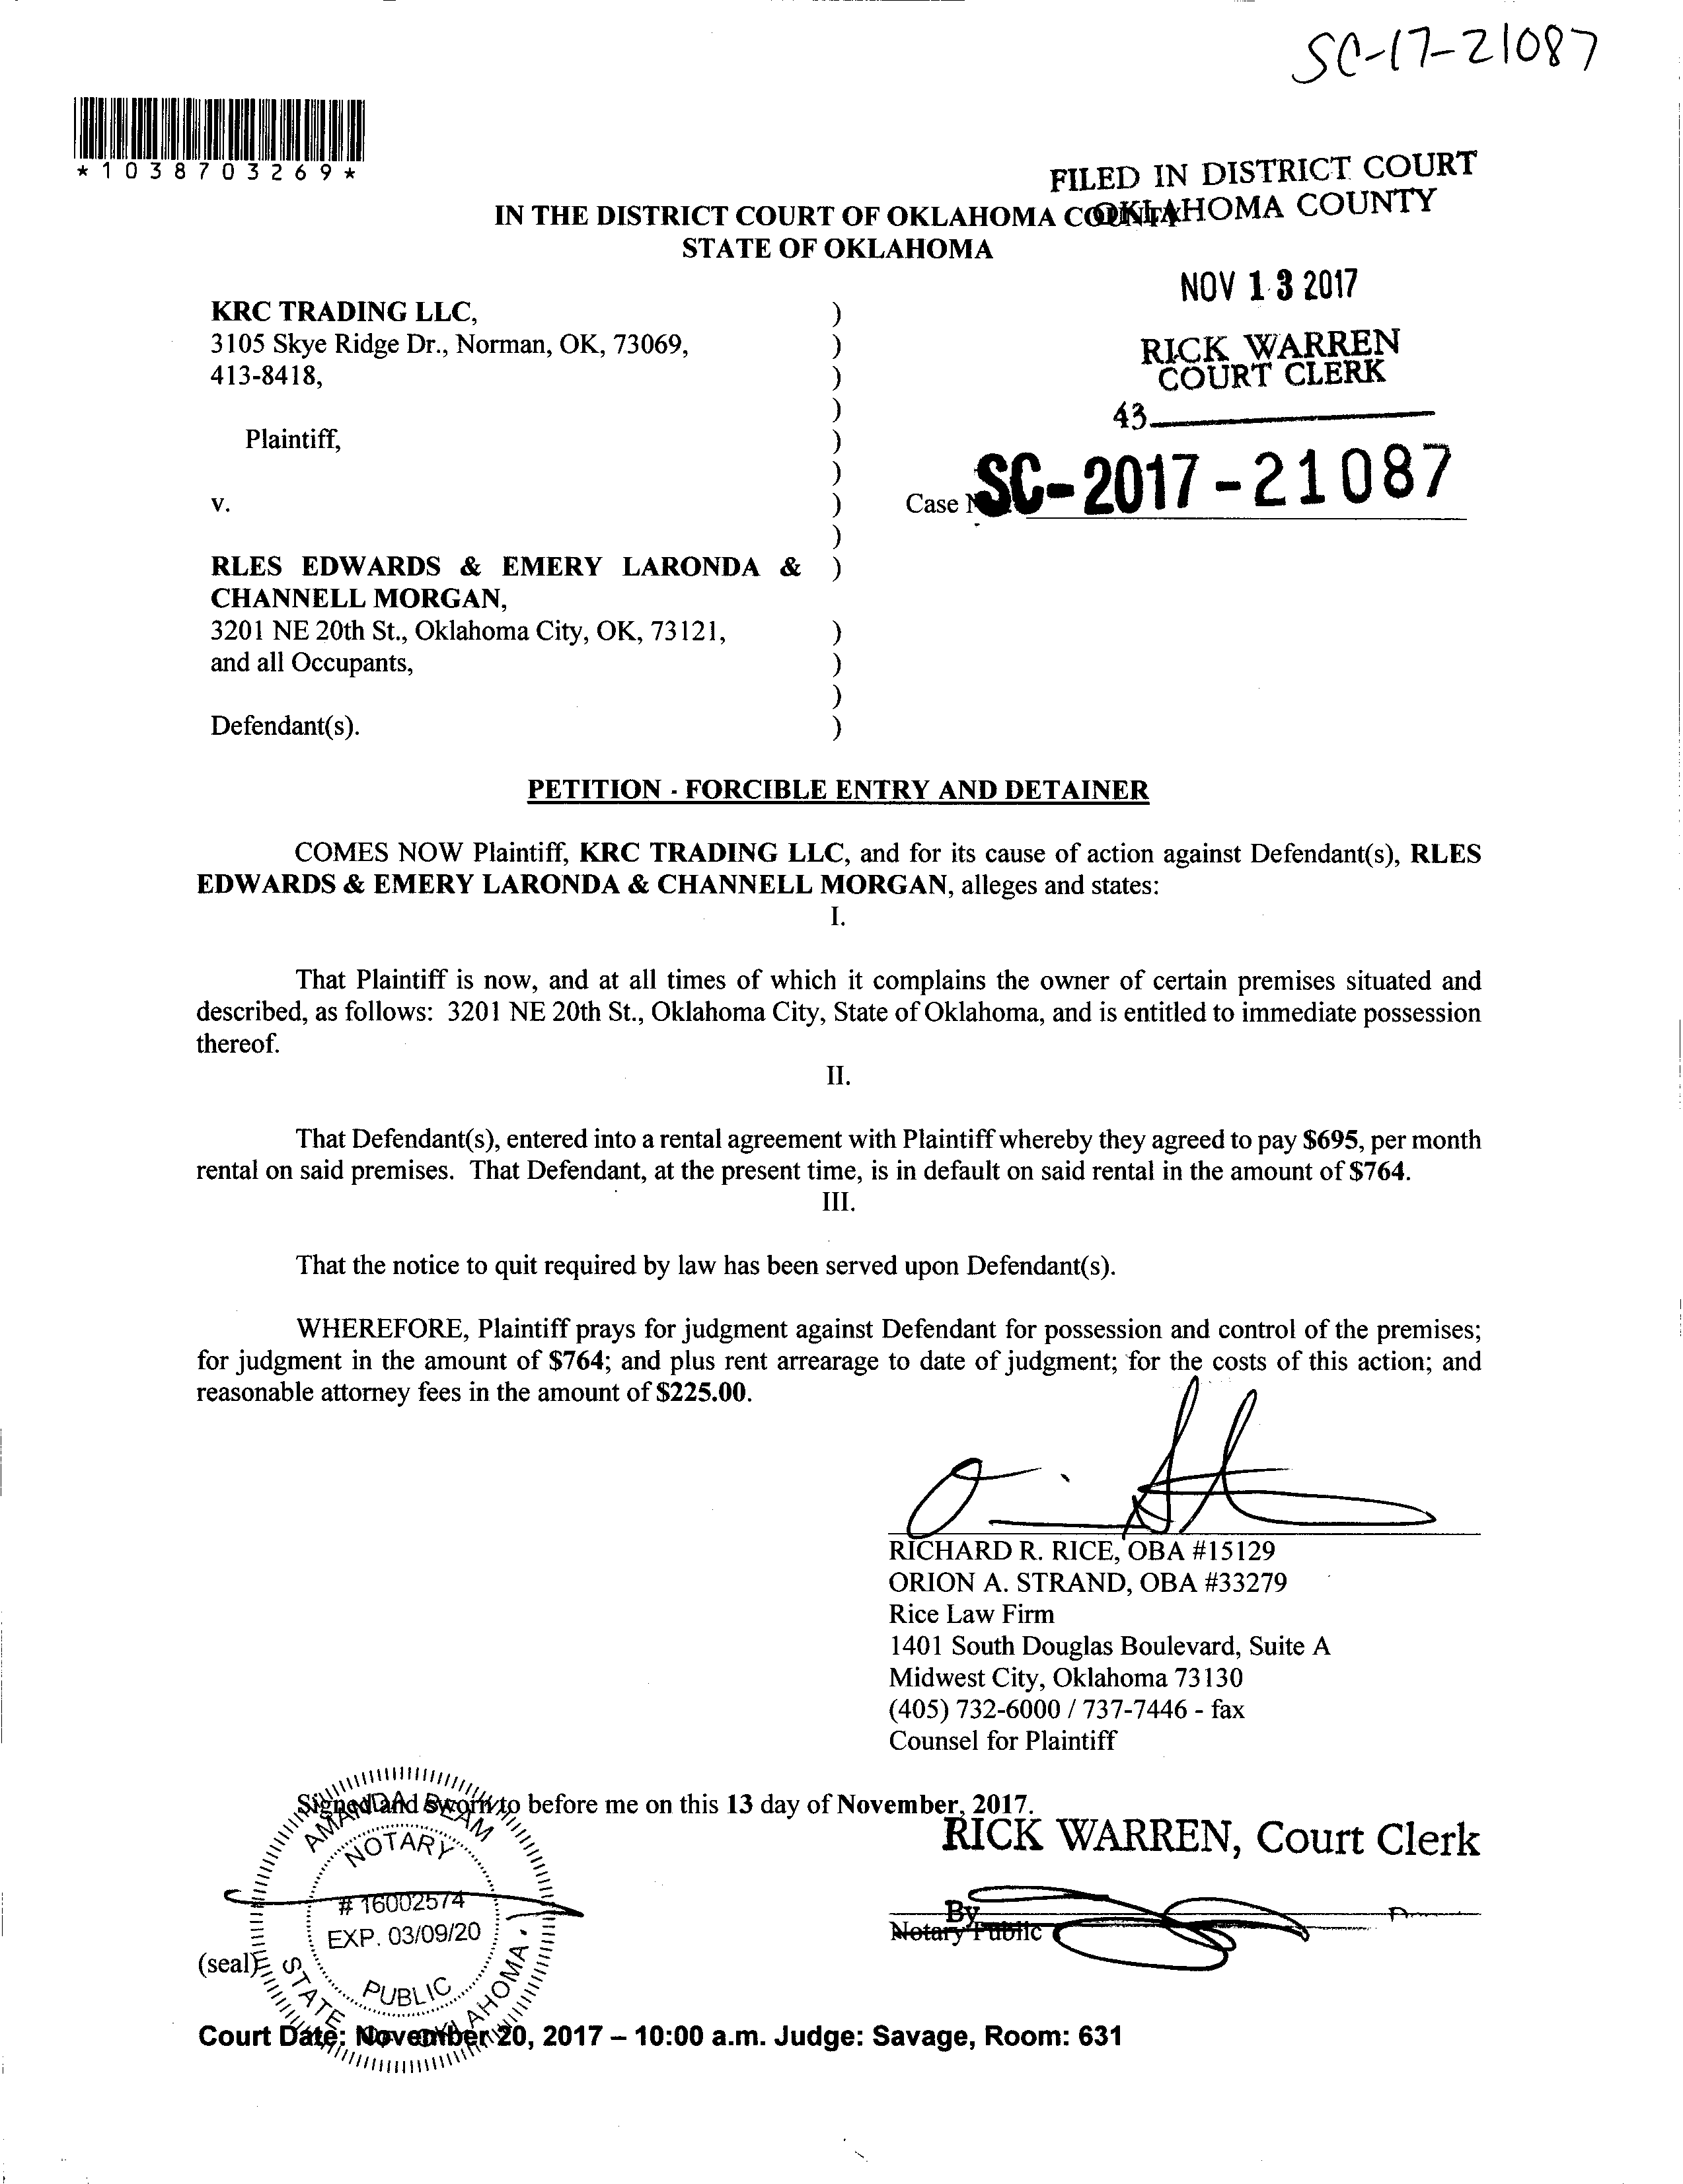 SC-17-21087
*1038703269*
FILED IN DISTRICT COURT
OKLAHOMA COUNTY
IN THE DISTRICT COURT OF OKLAHOMA COUNTY
STATE OF OKLAHOMA
NOV 13 2017
RICK WARREN
COURT CLERK
43
KRC TRADING LLC, )
3105 Skye Ridge Dr., Norman, OK, 73069, )
413-8418, )
)
Plaintiff, )
)
v. ) Case No. SC-2017-21087
)
RLES EDWARDS & EMERY LARONDA & )
CHANNELL MORGAN,
3201 NE 20th St., Oklahoma City, OK, 73121, )
and all Occupants, )
)
Defendant(s). )
PETITION - FORCIBLE ENTRY AND DETAINER
COMES NOW Plaintiff, KRC TRADING LLC, and for its cause of action against Defendant(s), RLES
EDWARDS & EMERY LARONDA & CHANNELL MORGAN, alleges and states:
I.
That Plaintiff is now, and at all times of which it complains the owner of certain premises situated and
described, as follows: 3201 NE 20th St., Oklahoma City, State of Oklahoma, and is entitled to immediate possession
thereof.
II.
That Defendant(s), entered into a rental agreement with Plaintiff whereby they agreed to pay $695, per month
rental on said premises. That Defendant, at the present time, is in default on said rental in the amount of $764.
III.
That the notice to quit required by law has been served upon Defendant(s).
WHEREFORE, Plaintiff prays for judgment against Defendant for possession and control of the premises;
for judgment in the amount of $764; and plus rent arrearage to date of judgment; for the costs of this action; and
reasonable attorney fees in the amount of $225.00.
RICHARD R. RICE, OBA #15129
ORION A. STRAND, OBA #33279
Rice Law Firm
1401 South Douglas Boulevard, Suite A
Midwest City, Oklahoma 73130
(405) 732-6000 / 737-7446 - fax
Counsel for Plaintiff
Signed and Sworn to before me on this 13 day of November, 2017.
RICK WARREN, Court Clerk
By
Notary Public
AMANDA BEAM
NOTARY
# 16002574
EXP. 03/09/20
PUBLIC
STATE OF OKLAHOMA
(seal)
Court Date: November 20, 2017 – 10:00 a.m. Judge: Savage, Room: 631